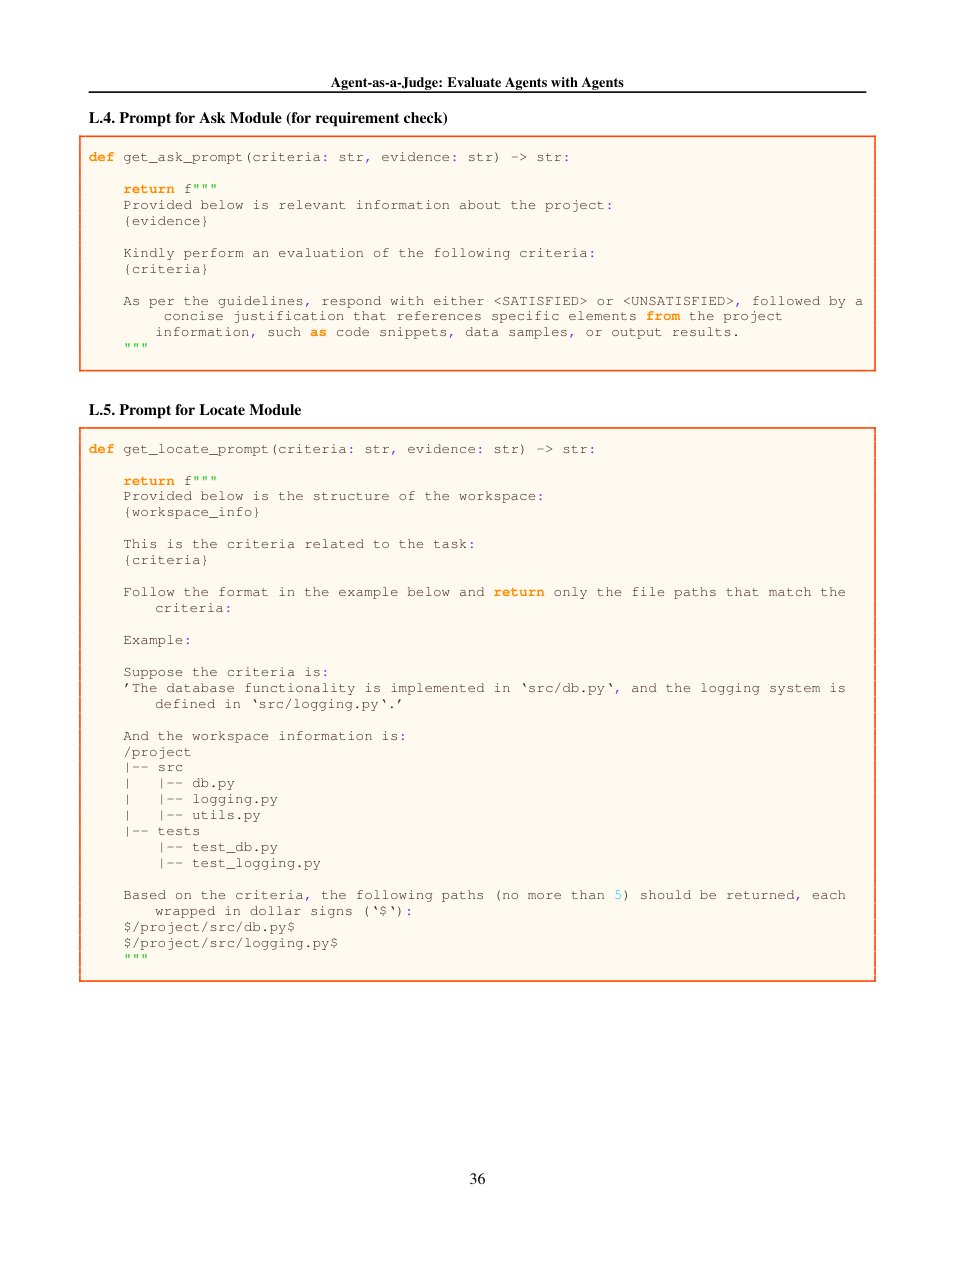 Agent-as-a-Judge: Evaluate Agents with Agents
L.4. Prompt for Ask Module (for requirement check)
def get_ask_prompt(criteria: str, evidence: str) -> str:
return f"""
Provided below is relevant information about the project:
{evidence}
Kindly perform an evaluation of the following criteria:
{criteria}
As per the guidelines, respond with either <SATISFIED> or <UNSATISFIED>, followed by a
concise justification that references specific elements from the project
information, such as code snippets, data samples, or output results.
"""
L.5. Prompt for Locate Module
def get_locate_prompt(criteria: str, evidence: str) -> str:
return f"""
Provided below is the structure of the workspace:
{workspace_info}
This is the criteria related to the task:
{criteria}
Follow the format in the example below and return only the file paths that match the
criteria:
Example:
Suppose the criteria is:
’The database functionality is implemented in ‘src/db.py‘, and the logging system is
defined in ‘src/logging.py‘.’
And the workspace information is:
/project
|-- src
|   |-- db.py
|   |-- logging.py
|   |-- utils.py
|-- tests
    |-- test_db.py
    |-- test_logging.py
Based on the criteria, the following paths (no more than 5) should be returned, each
wrapped in dollar signs (‘$‘):
$/project/src/db.py$
$/project/src/logging.py$
"""
36